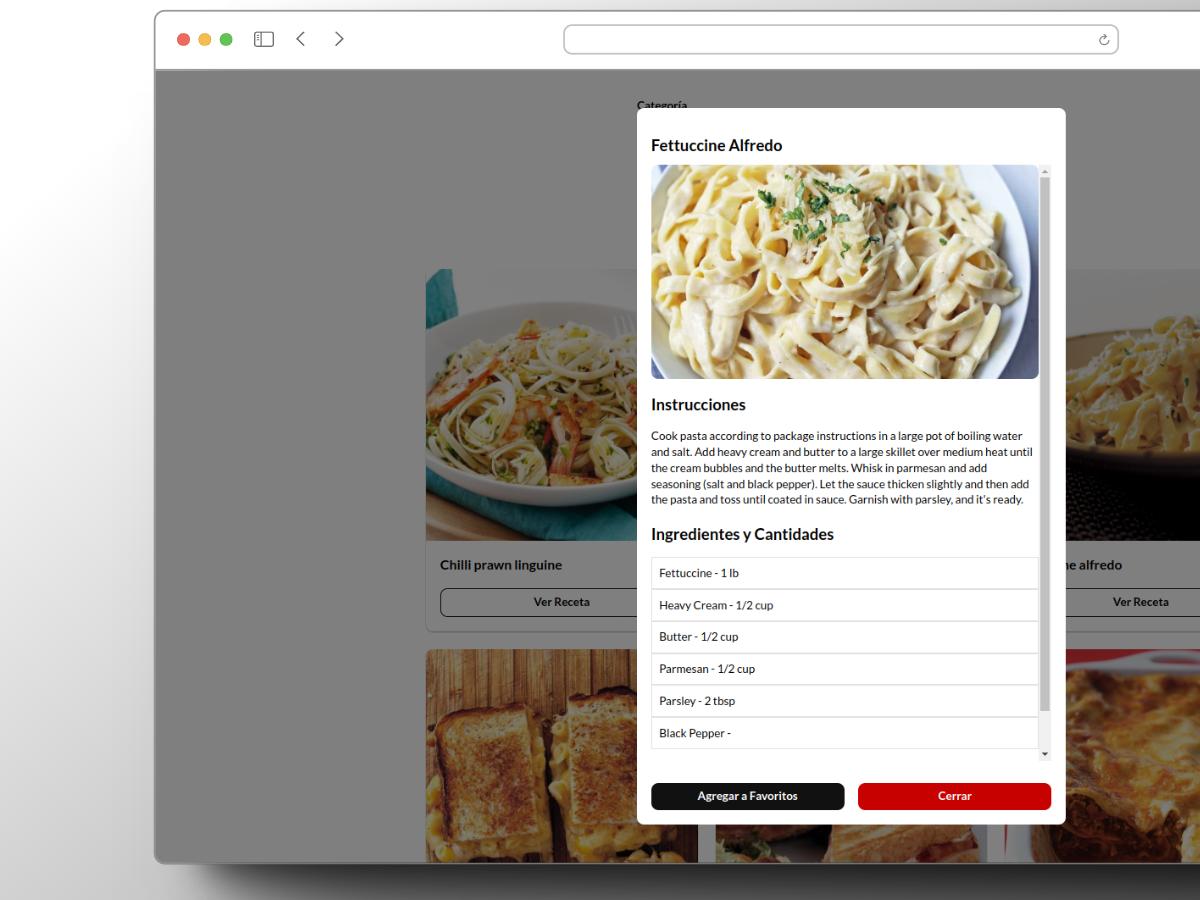 Categoría
Fettuccine Alfredo
Instrucciones
Cook pasta according to package instructions in a large pot of boiling water
and salt. Add heavy cream and butter to a large skillet over medium heat until
the cream bubbles and the butter melts. Whisk in parmesan and add
seasoning (salt and black pepper). Let the sauce thicken slightly and then add
the pasta and toss until coated in sauce. Garnish with parsley, and it's ready.
Ingredientes y Cantidades
Fettuccine - 1 lb
Heavy Cream - 1/2 cup
Butter - 1/2 cup
Parmesan - 1/2 cup
Parsley - 2 tbsp
Black Pepper -
Agregar a Favoritos
Cerrar
Chilli prawn linguine
Ver Receta
alfredo
Ver Receta